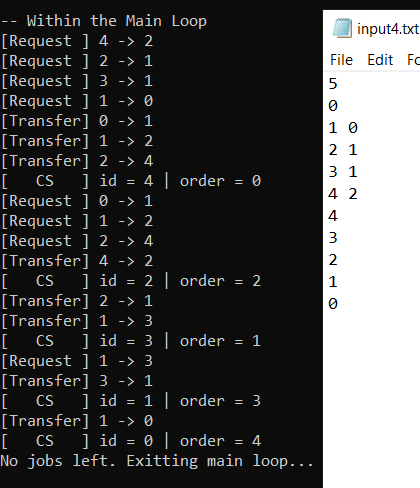 -- Within the Main Loop
[Request ] 4 -> 2
[Request ] 2 -> 1
[Request ] 3 -> 1
[Request ] 1 -> 0
[Transfer] 0 -> 1
[Transfer] 1 -> 2
[Transfer] 2 -> 4
[   CS   ] id = 4 | order = 0
[Request ] 0 -> 1
[Request ] 1 -> 2
[Request ] 2 -> 4
[Transfer] 4 -> 2
[   CS   ] id = 2 | order = 2
[Transfer] 2 -> 1
[Transfer] 1 -> 3
[   CS   ] id = 3 | order = 1
[Request ] 1 -> 3
[Transfer] 3 -> 1
[   CS   ] id = 1 | order = 3
[Transfer] 1 -> 0
[   CS   ] id = 0 | order = 4
No jobs left. Exitting main loop...
input4.txt
File Edit Fo
5
0
1 0
2 1
3 1
4 2
4
3
2
1
0